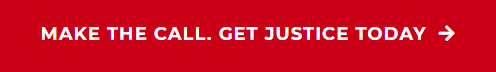 MAKE THE CALL. GET JUSTICE TODAY →